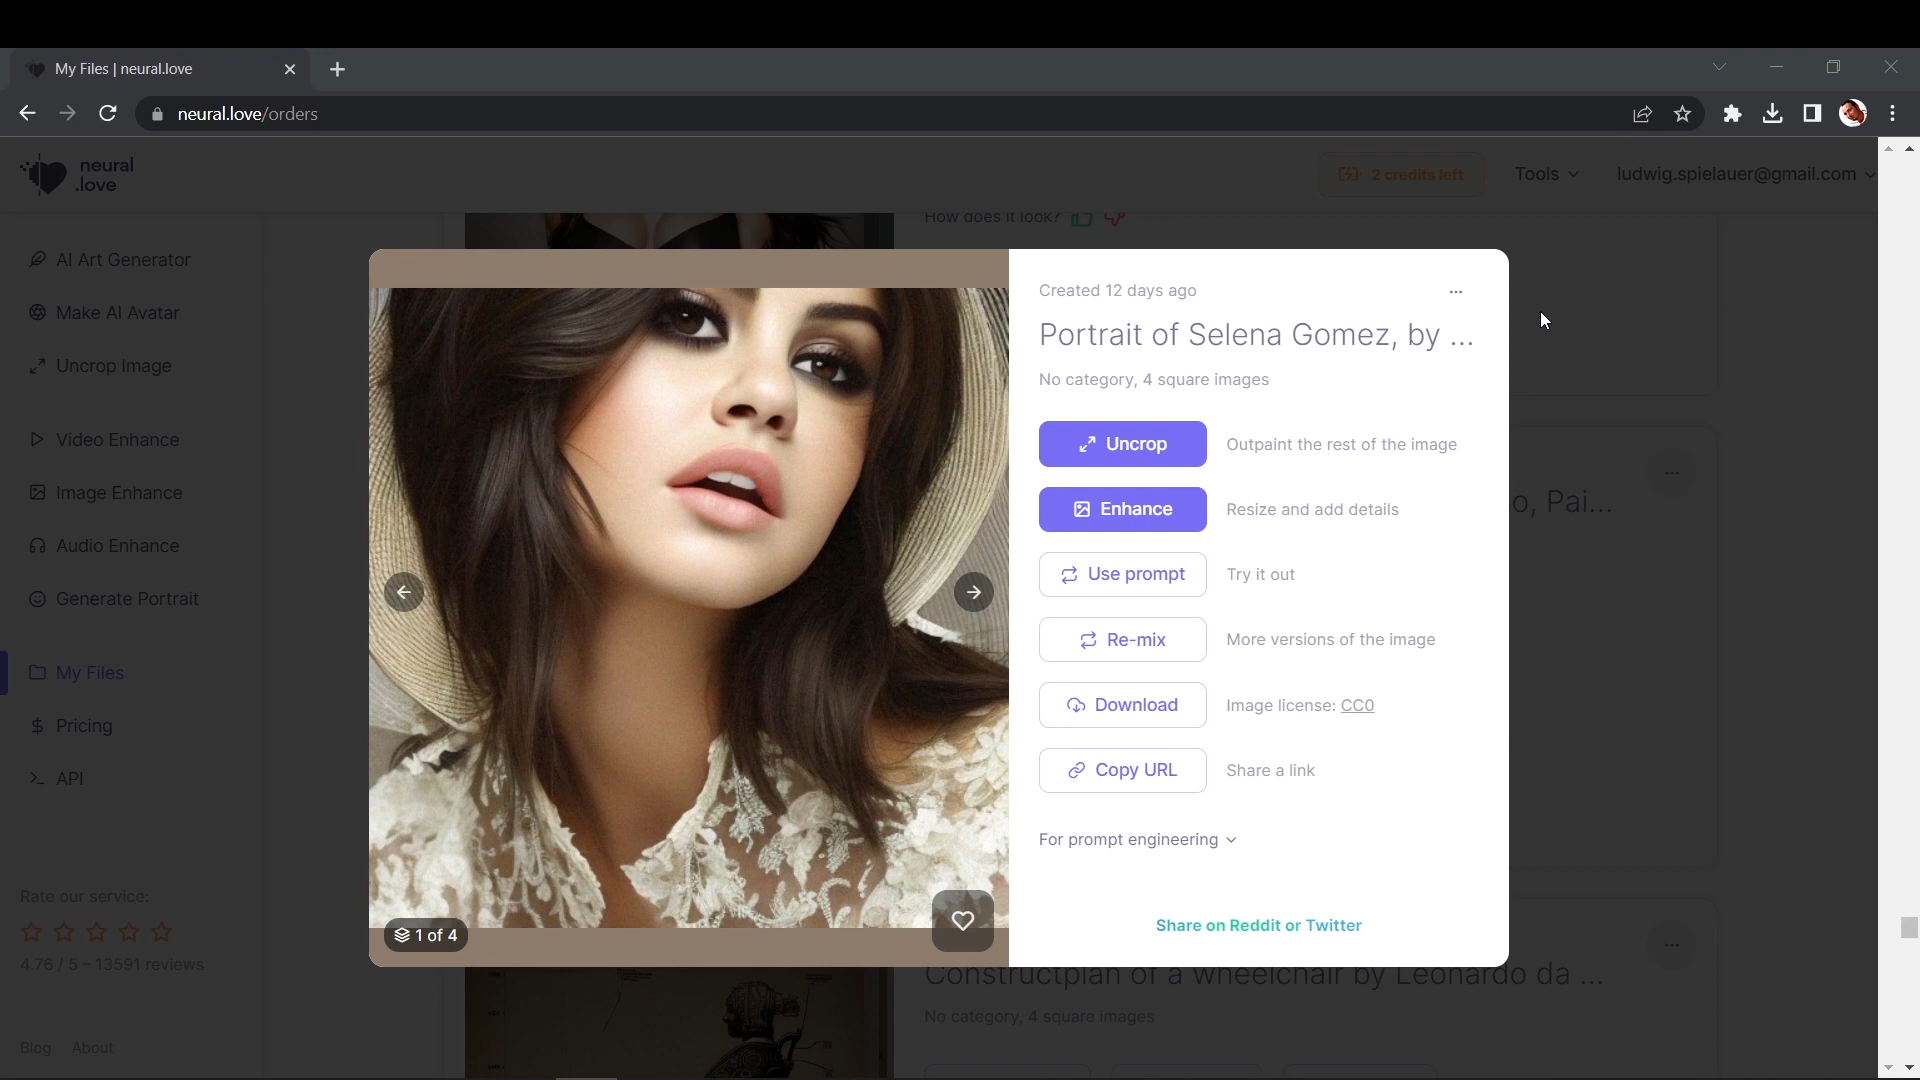 My Files | neural.love
neural.love/orders
neural
.love
2 credits left
Tools
ludwig.spielauer@gmail.com
How does it look?
AI Art Generator
Make AI Avatar
Uncrop Image
Video Enhance
Image Enhance
Audio Enhance
Generate Portrait
My Files
Pricing
API
Rate our service:
4.76 / 5 – 13591 reviews
Blog About
1 of 4
Created 12 days ago
...
Portrait of Selena Gomez, by ...
No category, 4 square images
Uncrop Outpaint the rest of the image
Enhance Resize and add details
Use prompt Try it out
Re-mix More versions of the image
Download Image license: CC0
Copy URL Share a link
For prompt engineering
Share on Reddit or Twitter
...
o, Pai...
...
Constructplan of a wheelchair by Leonardo da ...
No category, 4 square images